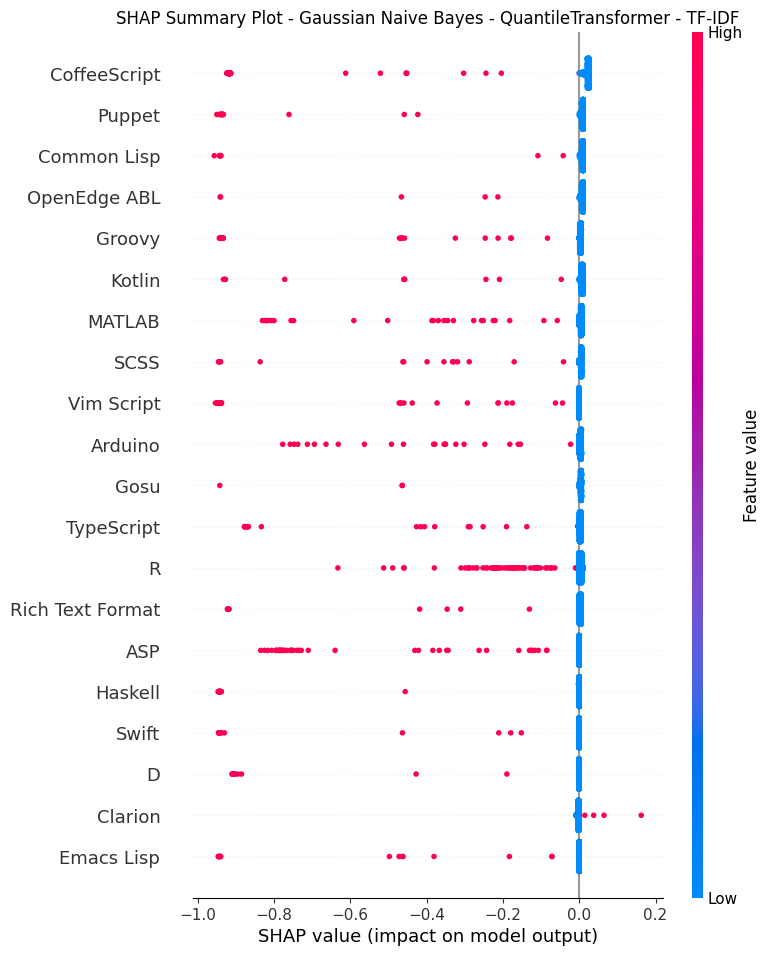 SHAP Summary Plot - Gaussian Naive Bayes - QuantileTransformer - TF-IDF
High
CoffeeScript
Puppet
Common Lisp
OpenEdge ABL
Groovy
Kotlin
MATLAB
SCSS
Vim Script
Arduino
Gosu
TypeScript
R
Rich Text Format
ASP
Haskell
Swift
D
Clarion
Emacs Lisp
Feature value
Low
−1.0 −0.8 −0.6 −0.4 −0.2 0.0 0.2
SHAP value (impact on model output)